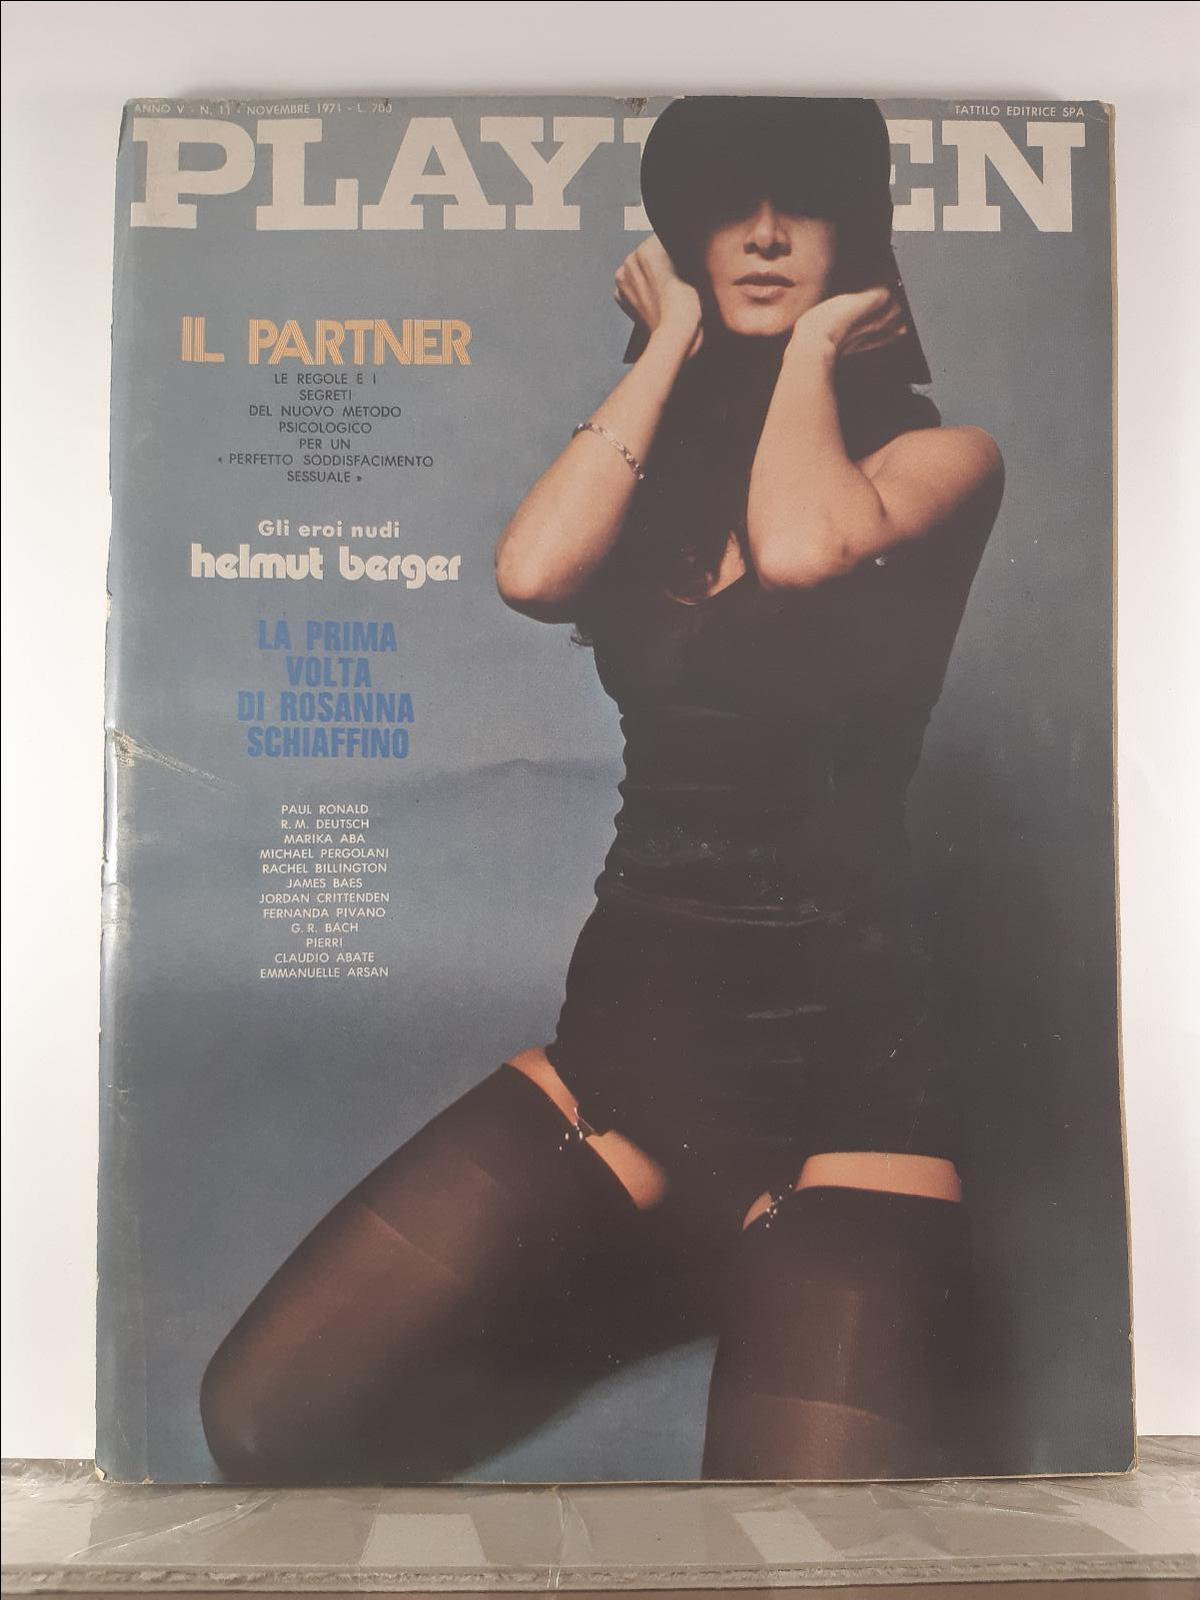 ANNO V - N. 11 - NOVEMBRE 1971 - L. 700
TATTILO EDITRICE SPA
PLAYMEN
IL PARTNER
LE REGOLE E I
SEGRETI
DEL NUOVO METODO
PSICOLOGICO
PER UN
« PERFETTO SODDISFACIMENTO
SESSUALE »
Gli eroi nudi
helmut berger
LA PRIMA
VOLTA
DI ROSANNA
SCHIAFFINO
PAUL RONALD
R. M. DEUTSCH
MARIKA ABA
MICHAEL PERGOLANI
RACHEL BILLINGTON
JAMES BAES
JORDAN CRITTENDEN
FERNANDA PIVANO
G. R. BACH
PIERRI
CLAUDIO ABATE
EMMANUELLE ARSAN